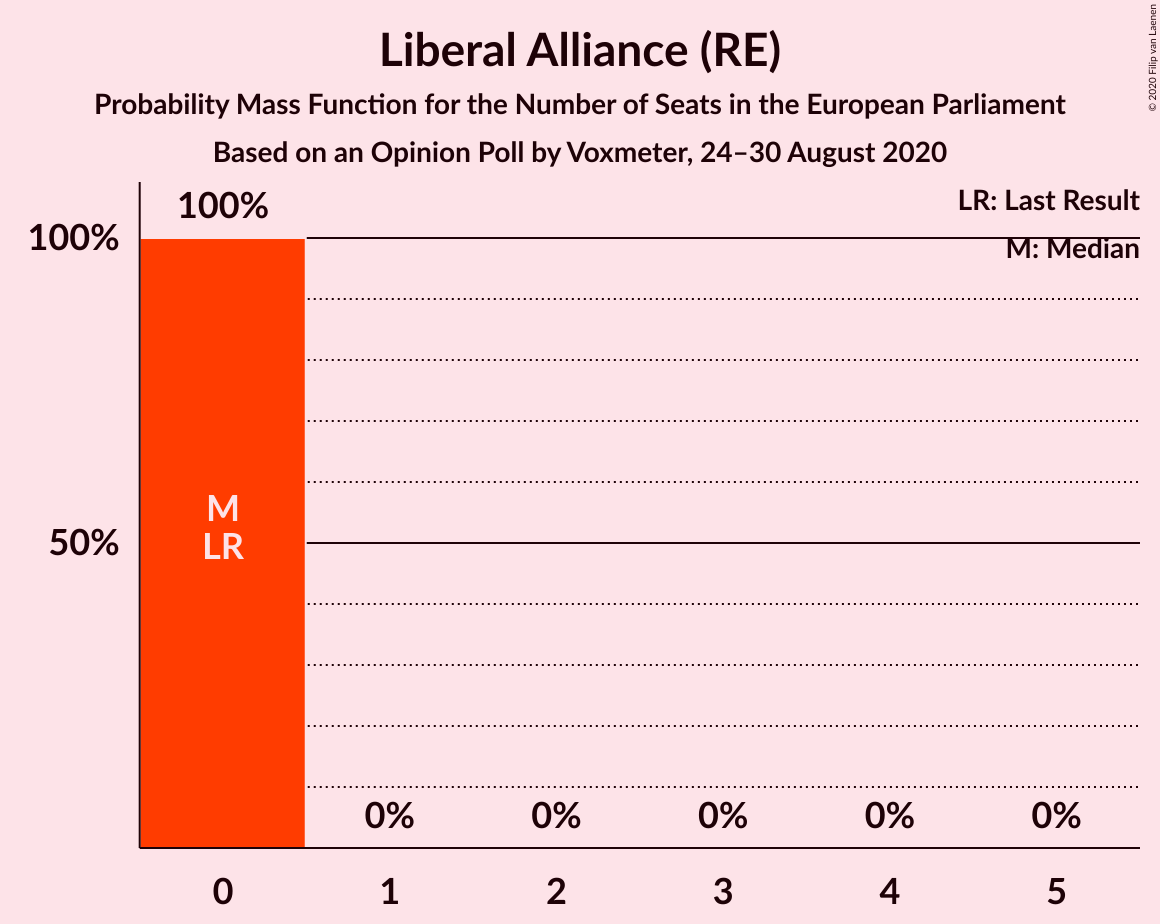 Liberal Alliance (RE)
Probability Mass Function for the Number of Seats in the European Parliament
Based on an Opinion Poll by Voxmeter, 24–30 August 2020
© 2020 Filip van Laenen
LR: Last Result
M: Median
100%
100%
50%
M
LR
0% 0% 0% 0% 0%
0 1 2 3 4 5